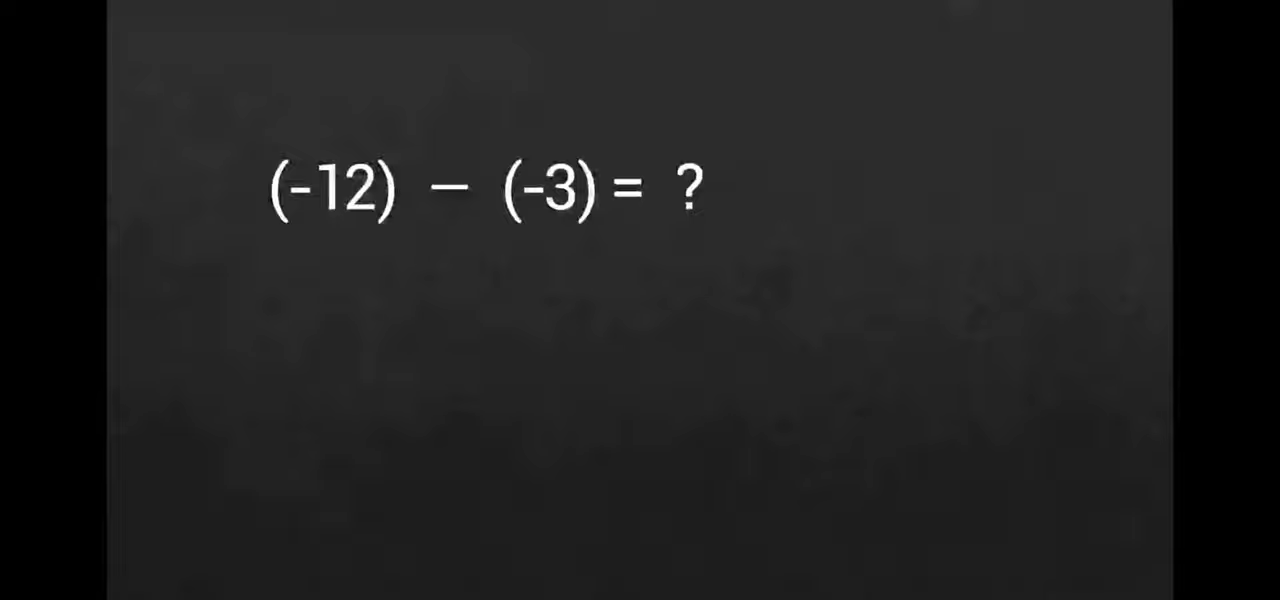 (-12) − (-3) = ?